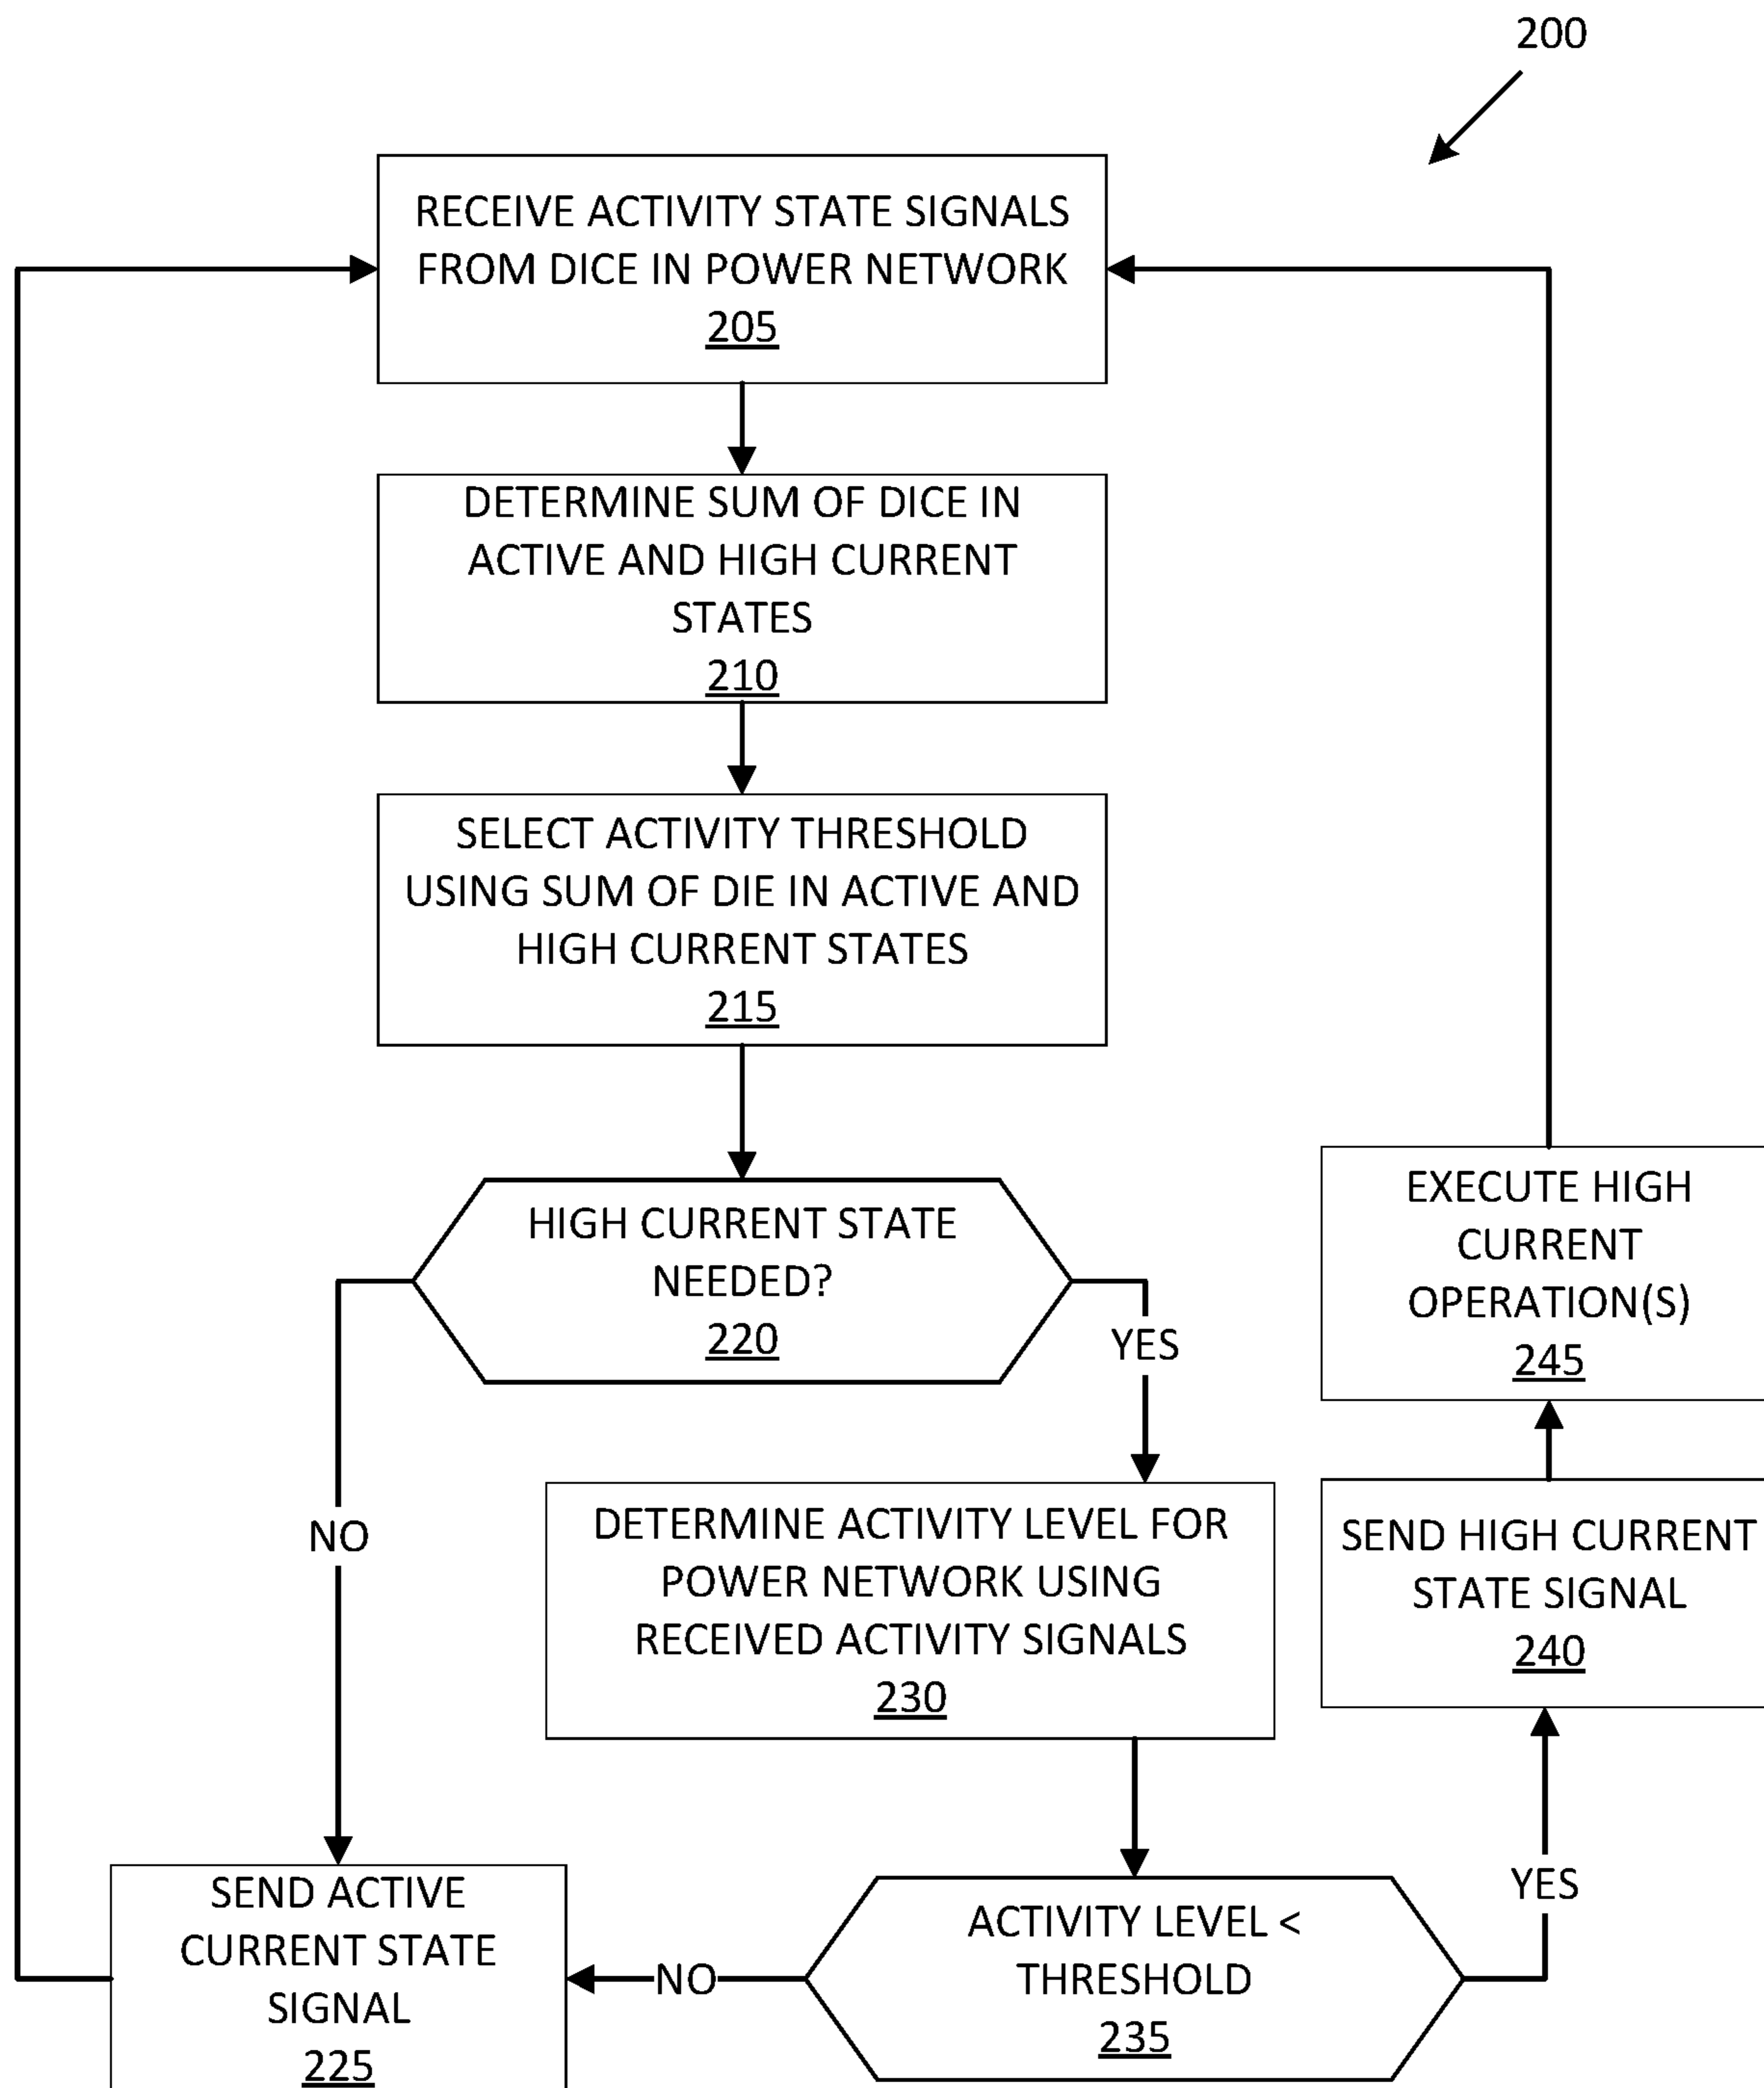 200
RECEIVE ACTIVITY STATE SIGNALS
FROM DICE IN POWER NETWORK
205
DETERMINE SUM OF DICE IN
ACTIVE AND HIGH CURRENT
STATES
210
SELECT ACTIVITY THRESHOLD
USING SUM OF DIE IN ACTIVE AND
HIGH CURRENT STATES
215
HIGH CURRENT STATE
NEEDED?
220
YES
NO
DETERMINE ACTIVITY LEVEL FOR
POWER NETWORK USING
RECEIVED ACTIVITY SIGNALS
230
ACTIVITY LEVEL <
THRESHOLD
235
NO
YES
SEND ACTIVE
CURRENT STATE
SIGNAL
225
SEND HIGH CURRENT
STATE SIGNAL
240
EXECUTE HIGH
CURRENT
OPERATION(S)
245